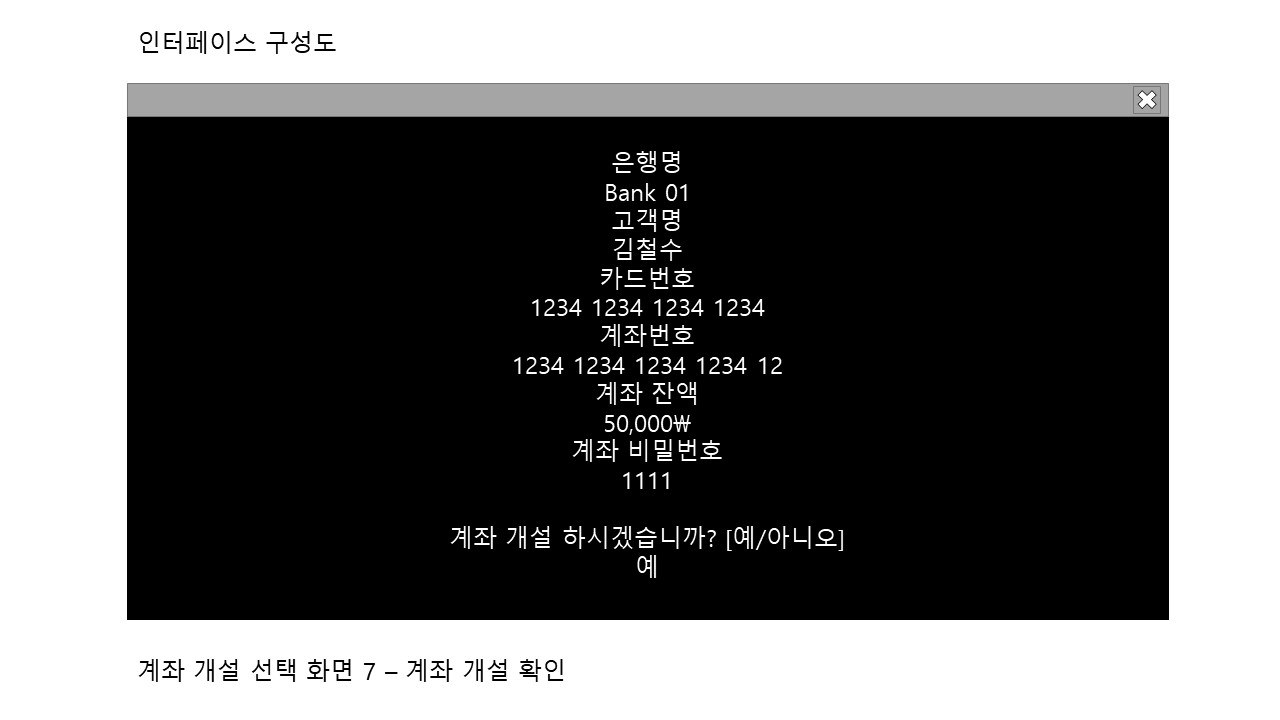 인터페이스 구성도
은행명
Bank 01
고객명
김철수
카드번호
1234 1234 1234 1234
계좌번호
1234 1234 1234 1234 12
계좌 잔액
50,000₩
계좌 비밀번호
1111
계좌 개설 하시겠습니까? [예/아니오]
예
계좌 개설 선택 화면 7 – 계좌 개설 확인